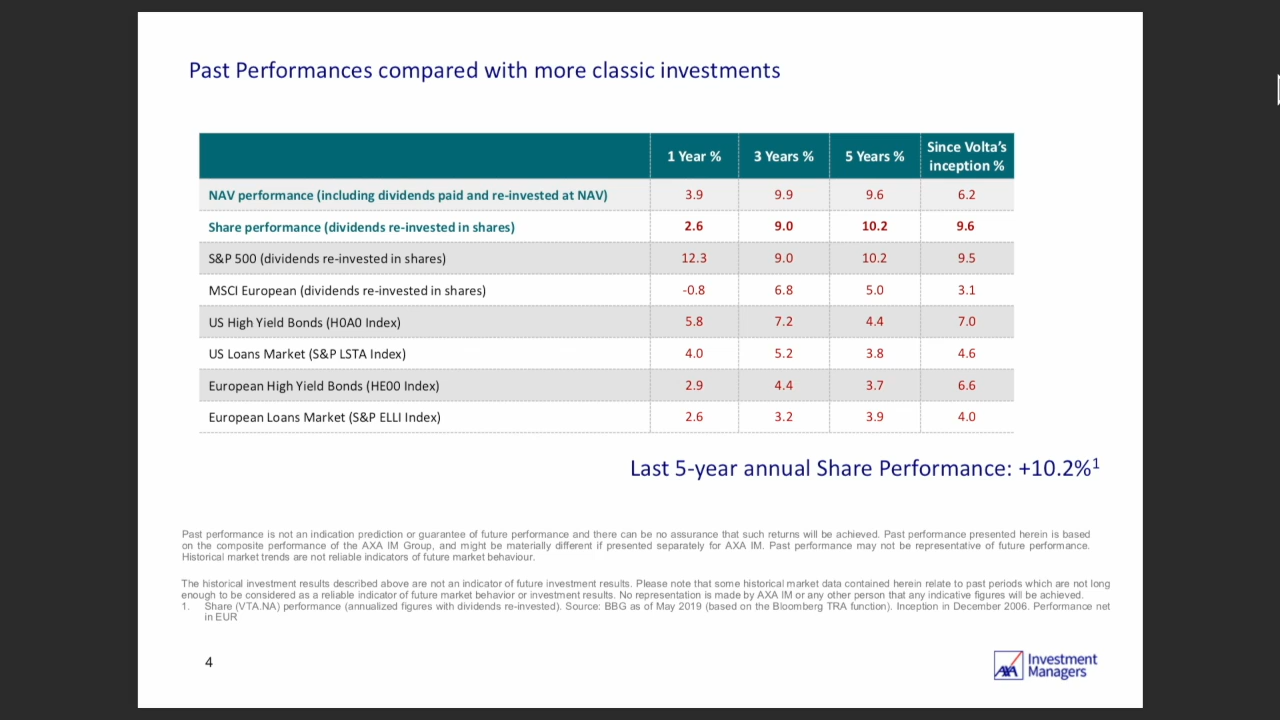 Past Performances compared with more classic investments
1 Year % 3 Years % 5 Years % Since Volta's inception %
NAV performance (including dividends paid and re-invested at NAV) 3.9 9.9 9.6 6.2
Share performance (dividends re-invested in shares) 2.6 9.0 10.2 9.6
S&P 500 (dividends re-invested in shares) 12.3 9.0 10.2 9.5
MSCI European (dividends re-invested in shares) -0.8 6.8 5.0 3.1
US High Yield Bonds (H0A0 Index) 5.8 7.2 4.4 7.0
US Loans Market (S&P LSTA Index) 4.0 5.2 3.8 4.6
European High Yield Bonds (HE00 Index) 2.9 4.4 3.7 6.6
European Loans Market (S&P ELLI Index) 2.6 3.2 3.9 4.0
Last 5-year annual Share Performance: +10.2%1
Past performance is not an indication prediction or guarantee of future performance and there can be no assurance that such returns will be achieved. Past performance presented herein is based
on the composite performance of the AXA IM Group, and might be materially different if presented separately for AXA IM. Past performance may not be representative of future performance.
Historical market trends are not reliable indicators of future market behaviour.
The historical investment results described above are not an indicator of future investment results. Please note that some historical market data contained herein relate to past periods which are not long
enough to be considered as a reliable indicator of future market behavior or investment results. No representation is made by AXA IM or any other person that any indicative figures will be achieved.
1. Share (VTA.NA) performance (annualized figures with dividends re-invested). Source: BBG as of May 2019 (based on the Bloomberg TRA function). Inception in December 2006. Performance net
in EUR
4
AXA Investment
Managers